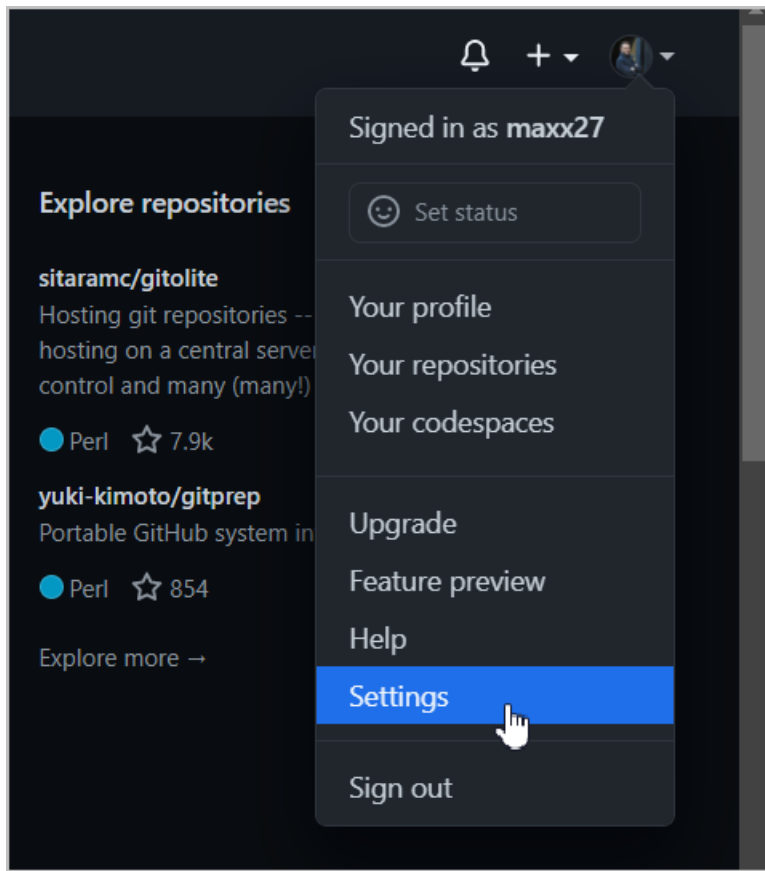 Signed in as maxx27
Set status
Your profile
Your repositories
Your codespaces
Upgrade
Feature preview
Help
Settings
Sign out
Explore repositories
sitaramc/gitolite
Hosting git repositories --
hosting on a central server
control and many (many!)
Perl 7.9k
yuki-kimoto/gitprep
Portable GitHub system in
Perl 854
Explore more →